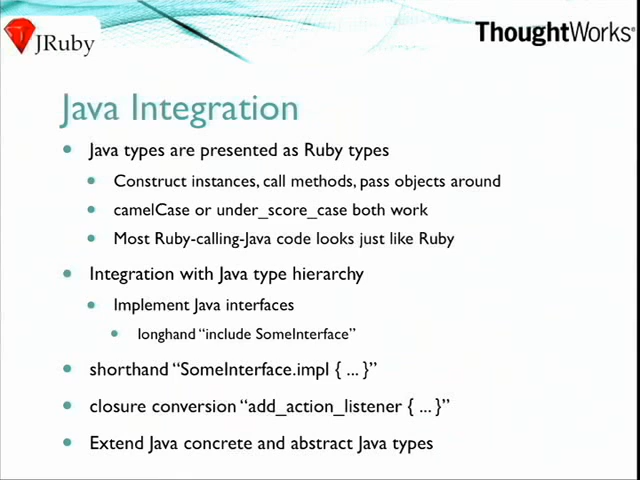 JRuby
ThoughtWorks®
Java Integration
• Java types are presented as Ruby types
• Construct instances, call methods, pass objects around
• camelCase or under_score_case both work
• Most Ruby-calling-Java code looks just like Ruby
• Integration with Java type hierarchy
• Implement Java interfaces
• longhand “include SomeInterface”
• shorthand “SomeInterface.impl { ... }”
• closure conversion “add_action_listener { ... }”
• Extend Java concrete and abstract Java types